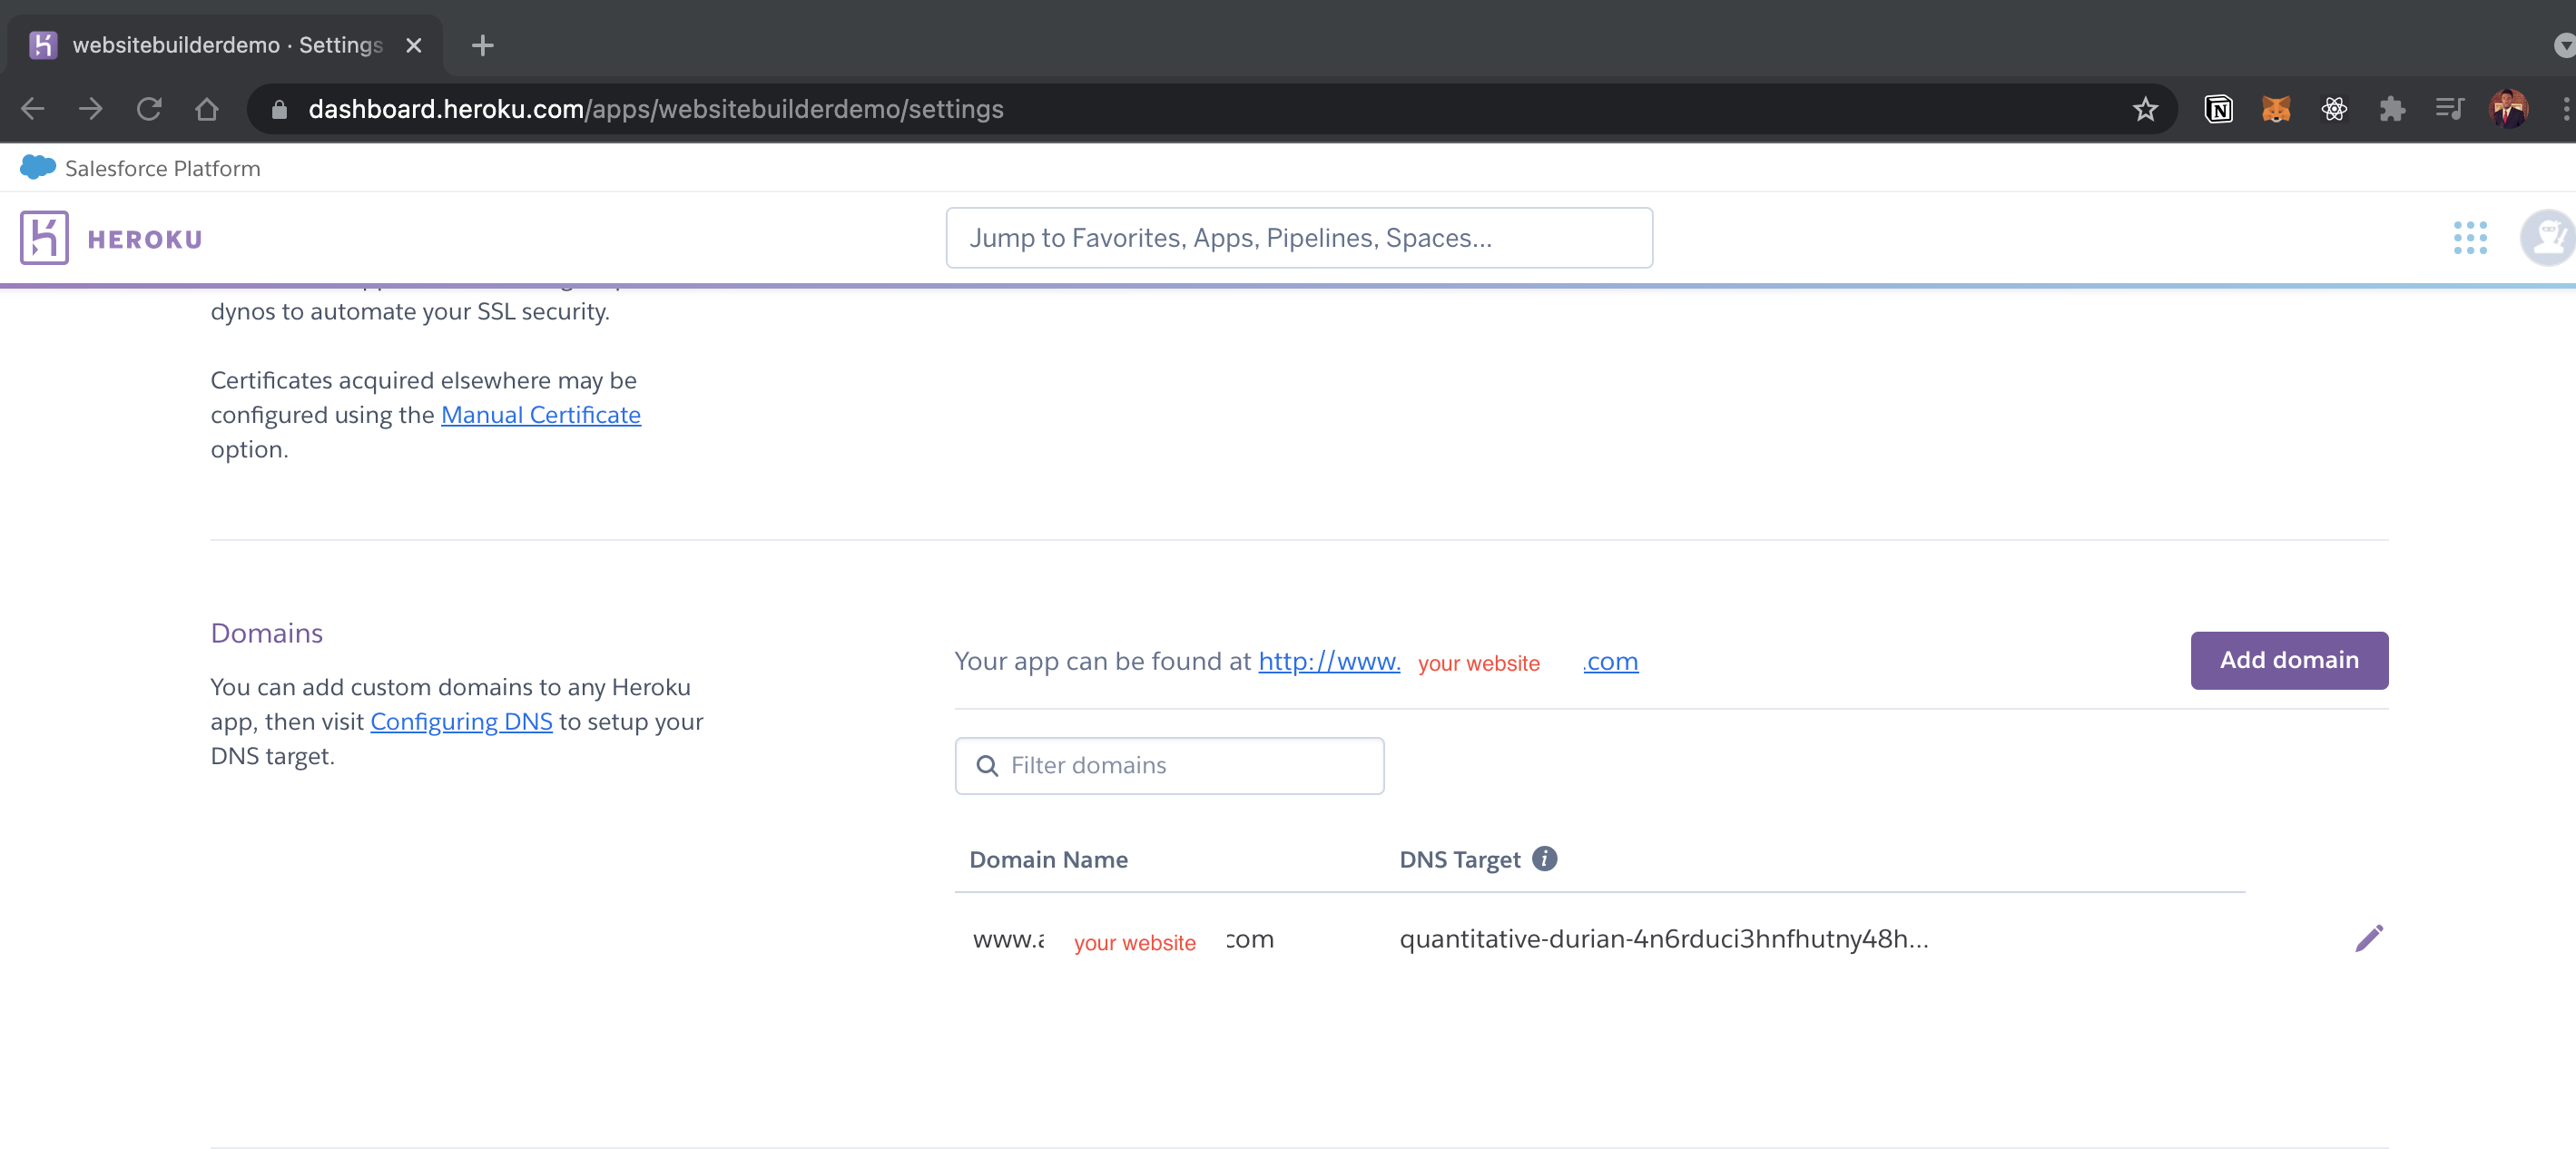 websitebuilderdemo · Settings
dashboard.heroku.com/apps/websitebuilderdemo/settings
Salesforce Platform
HEROKU
Jump to Favorites, Apps, Pipelines, Spaces...
dynos to automate your SSL security.
Certificates acquired elsewhere may be
configured using the Manual Certificate
option.
Domains
You can add custom domains to any Heroku
app, then visit Configuring DNS to setup your
DNS target.
Your app can be found at http://www. your website .com
Add domain
Filter domains
Domain Name
DNS Target i
www.a your website com
quantitative-durian-4n6rduci3hnfhutny48h...